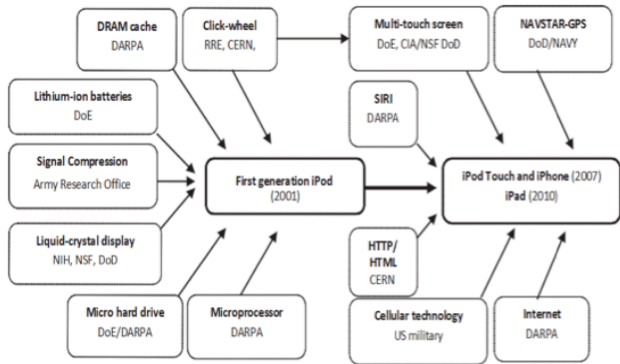 DRAM cache
DARPA
Click-wheel
RRE, CERN,
Multi-touch screen
DoE, CIA/NSF DoD
NAVSTAR-GPS
DoD/NAVY
Lithium-ion batteries
DoE
SIRI
DARPA
Signal Compression
Army Research Office
First generation iPod
(2001)
iPod Touch and iPhone (2007)
iPad (2010)
Liquid-crystal display
NIH, NSF, DoD
HTTP/
HTML
CERN
Micro hard drive
DoE/DARPA
Microprocessor
DARPA
Cellular technology
US military
Internet
DARPA